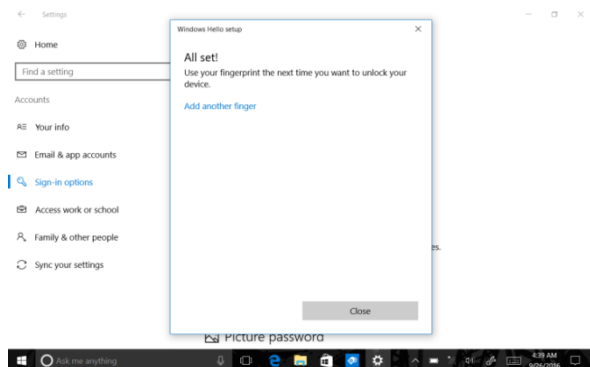 Settings
Home
Find a setting
Accounts
Your info
Email & app accounts
Sign-in options
Access work or school
Family & other people
Sync your settings
Windows Hello setup
All set!
Use your fingerprint the next time you want to unlock your
device.
Add another finger
Close
es.
Picture password
Ask me anything
4:39 AM
9/26/2016